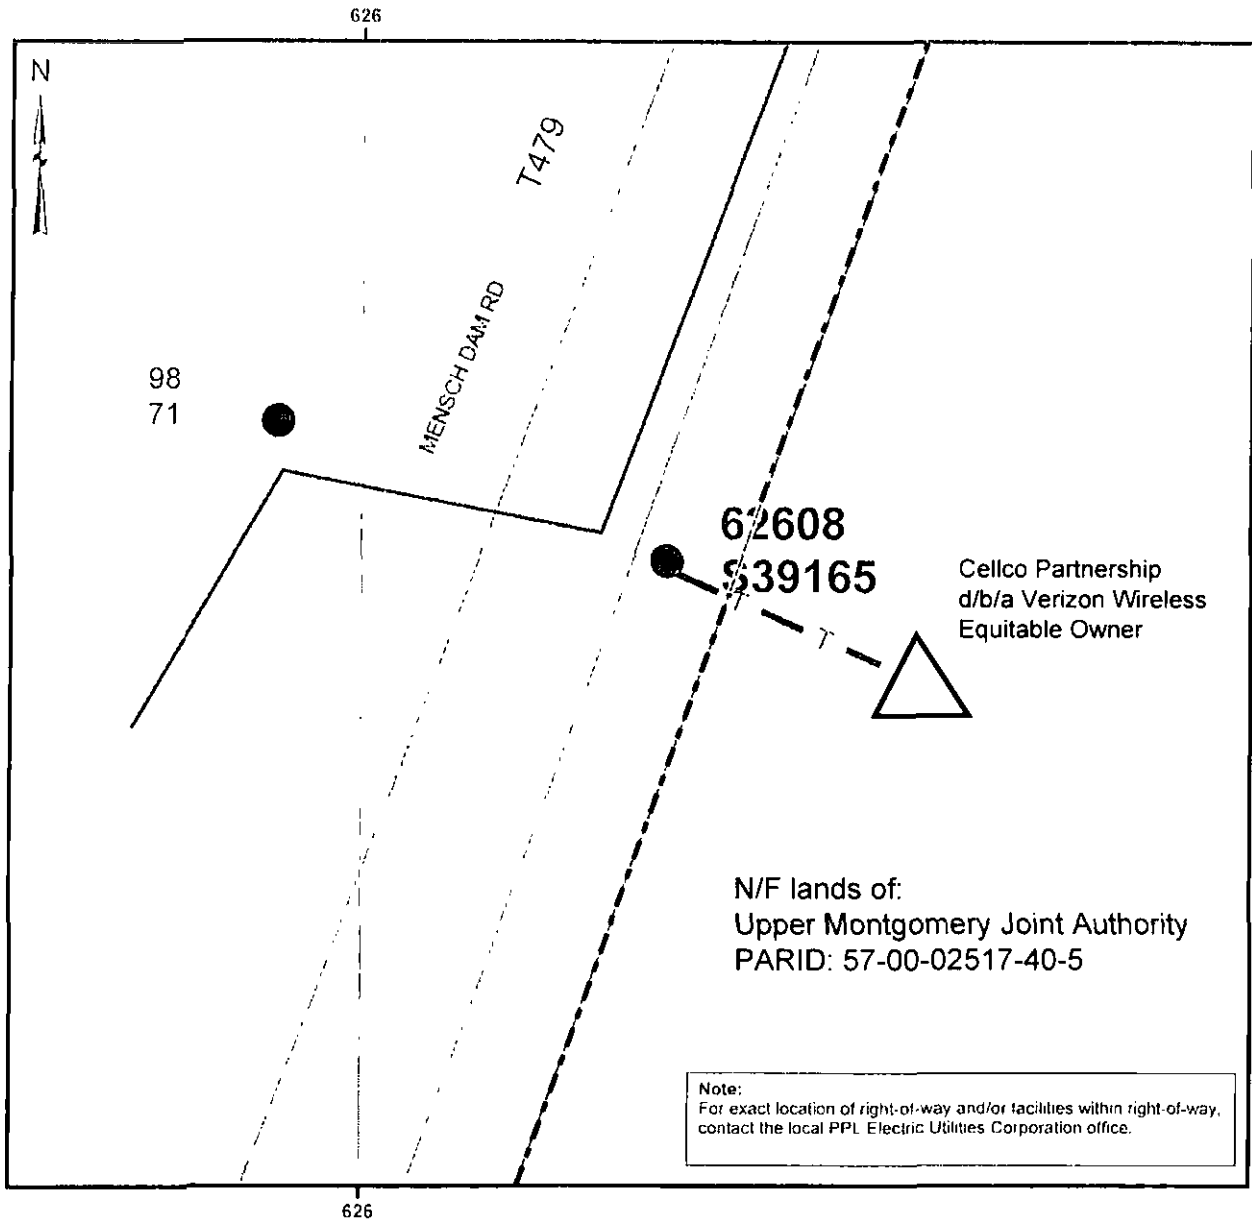 626
N
T479
MENSCH DAM RD
98
71
62608
S39165
Cellco Partnership
d/b/a Verizon Wireless
Equitable Owner
T
T
N/F lands of:
Upper Montgomery Joint Authority
PARID: 57-00-02517-40-5
Note:
For exact location of right-of-way and/or facilities within right-of-way,
contact the local PPL Electric Utilities Corporation office.
626